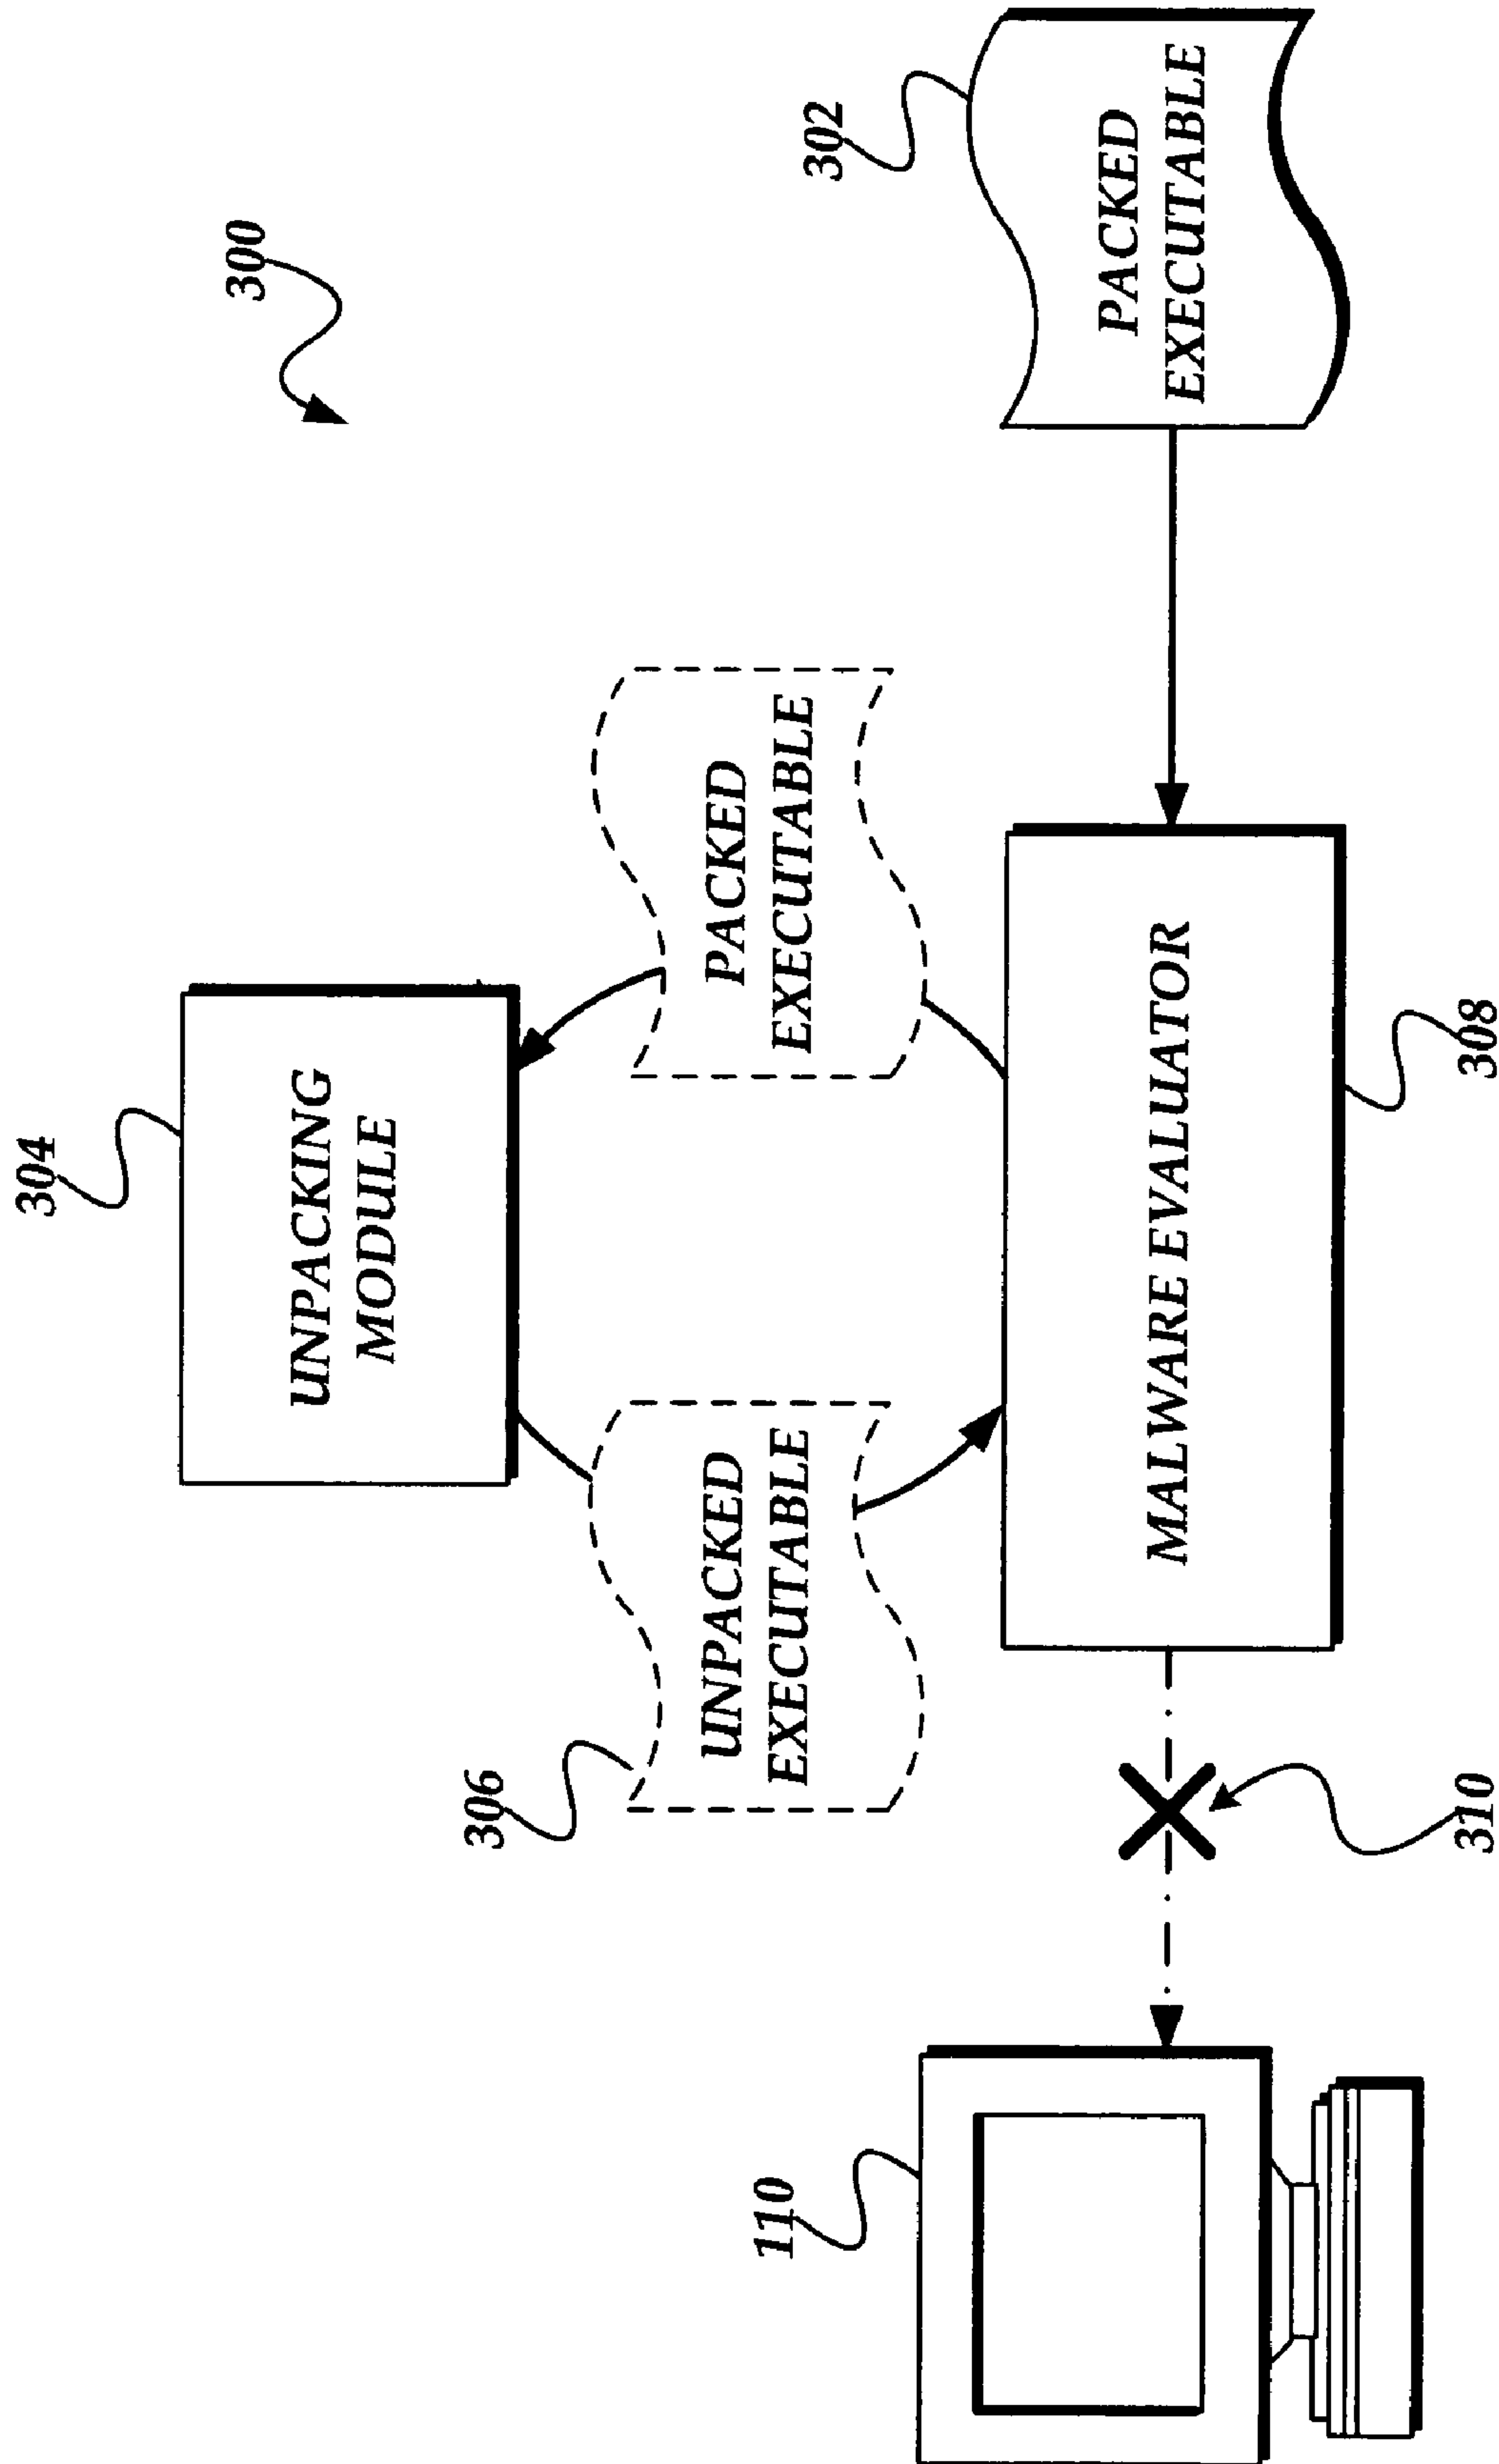 300
304
UNPACKING
MODULE
306
UNPACKED
EXECUTABLE
PACKED
EXECUTABLE
302
110
MALWARE EVALUATOR
PACKED
EXECUTABLE
310
308